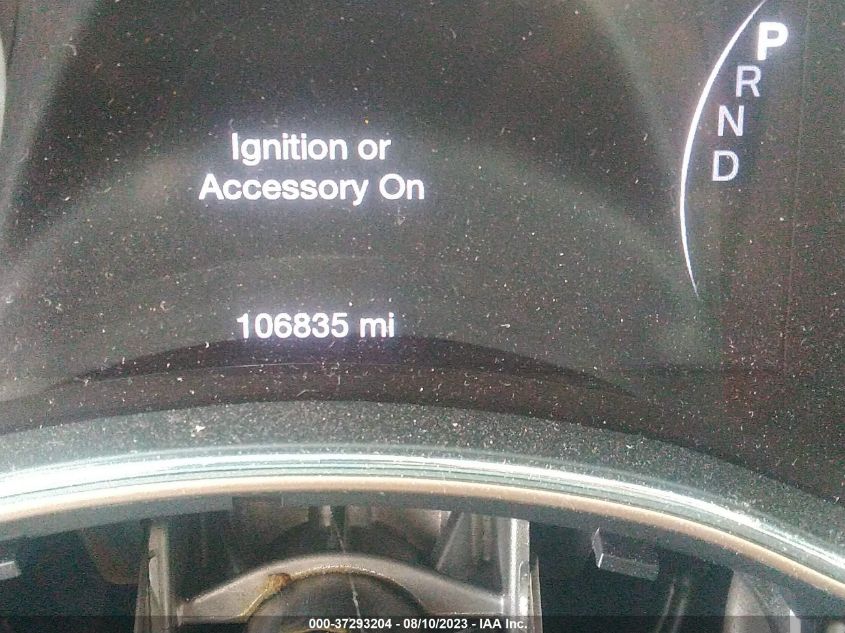 P
R
N
D
Ignition or
Accessory On
106835 mi
000-37293204 - 08/10/2023 - IAA Inc.